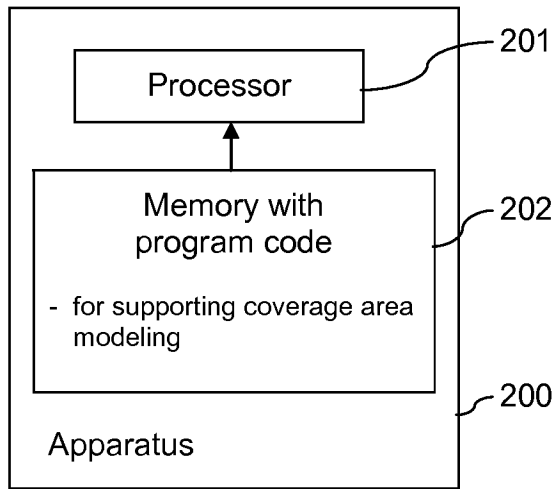 201
Processor
Memory with
program code
202
- for supporting coverage area
modeling
200
Apparatus